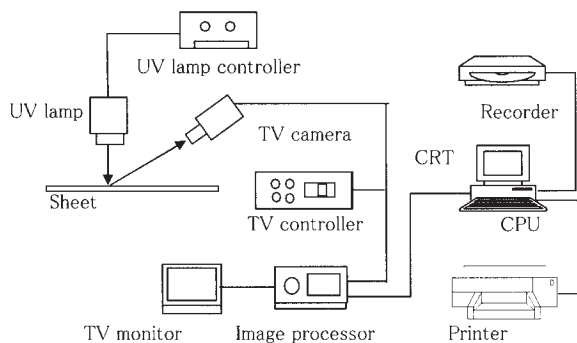 UV lamp controller
UV lamp
TV camera
Recorder
CRT
Sheet
TV controller
CPU
TV monitor
Image processor
Printer